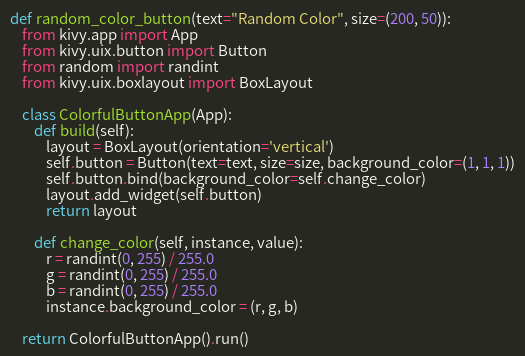 def random_color_button(text="Random Color", size=(200, 50)):
from kivy.app import App
from kivy.uix.button import Button
from random import randint
from kivy.uix.boxlayout import BoxLayout
class ColorfulButtonApp(App):
def build(self):
layout = BoxLayout(orientation='vertical')
self.button = Button(text=text, size=size, background_color=(1, 1, 1))
self.button.bind(background_color=self.change_color)
layout.add_widget(self.button)
return layout
def change_color(self, instance, value):
r = randint(0, 255) / 255.0
g = randint(0, 255) / 255.0
b = randint(0, 255) / 255.0
instance.background_color = (r, g, b)
return ColorfulButtonApp().run()